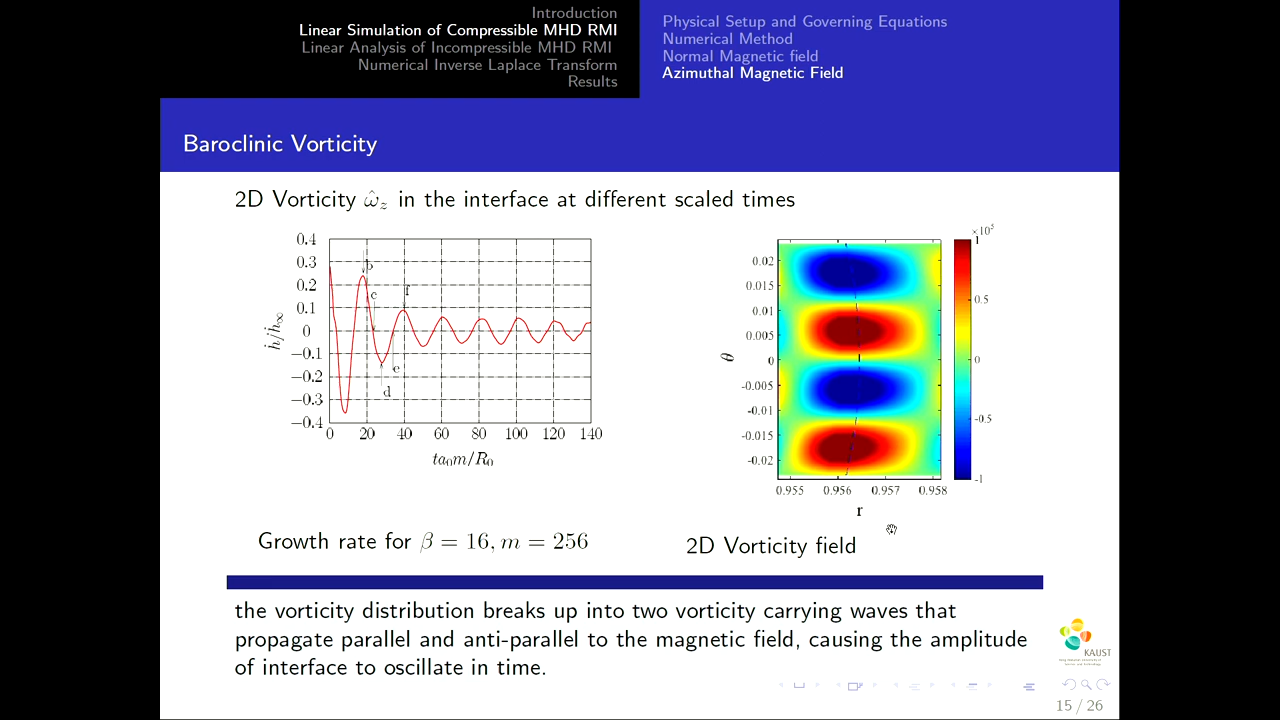 Introduction
Linear Simulation of Compressible MHD RMI
Linear Analysis of Incompressible MHD RMI
Numerical Inverse Laplace Transform
Results
Physical Setup and Governing Equations
Numerical Method
Normal Magnetic field
Azimuthal Magnetic Field
Baroclinic Vorticity
2D Vorticity ω̂_z in the interface at different scaled times
0.4
0.3
0.2
0.1
0
−0.1
−0.2
−0.3
−0.4
ḣ/ḣ_∞
b
c
f
e
d
0 20 40 60 80 100 120 140
ta₀m/R₀
Growth rate for β = 16, m = 256
0.02
0.015
0.01
0.005
0
-0.005
-0.01
-0.015
-0.02
θ
0.955 0.956 0.957 0.958
r
×10⁵
1
0.5
0
-0.5
-1
2D Vorticity field
the vorticity distribution breaks up into two vorticity carrying waves that
propagate parallel and anti-parallel to the magnetic field, causing the amplitude
of interface to oscillate in time.
KAUST
15 / 26